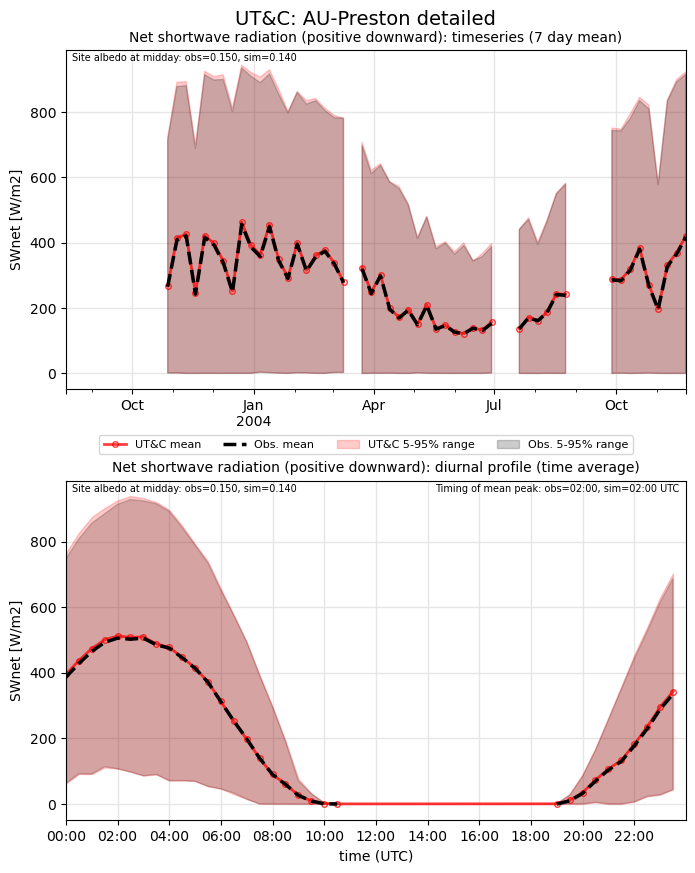 UT&C: AU-Preston detailed
Net shortwave radiation (positive downward): timeseries (7 day mean)
Site albedo at midday: obs=0.150, sim=0.140
800
600
400
200
0
SWnet [W/m2]
Oct Jan Apr Jul Oct
2004
UT&C mean Obs. mean UT&C 5-95% range Obs. 5-95% range
Net shortwave radiation (positive downward): diurnal profile (time average)
Site albedo at midday: obs=0.150, sim=0.140 Timing of mean peak: obs=02:00, sim=02:00 UTC
800
600
400
200
0
SWnet [W/m2]
00:00 02:00 04:00 06:00 08:00 10:00 12:00 14:00 16:00 18:00 20:00 22:00
time (UTC)